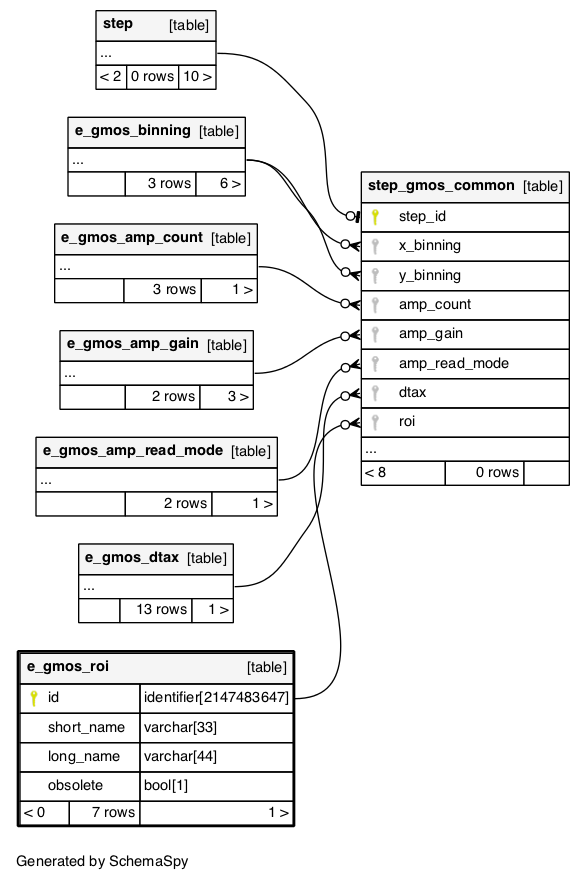 step [table]
...
< 2 0 rows 10 >
e_gmos_binning [table]
...
3 rows 6 >
e_gmos_amp_count [table]
...
3 rows 1 >
e_gmos_amp_gain [table]
...
2 rows 3 >
e_gmos_amp_read_mode [table]
...
2 rows 1 >
e_gmos_dtax [table]
...
13 rows 1 >
e_gmos_roi [table]
id identifier[2147483647]
short_name varchar[33]
long_name varchar[44]
obsolete bool[1]
< 0 7 rows 1 >
step_gmos_common [table]
step_id
x_binning
y_binning
amp_count
amp_gain
amp_read_mode
dtax
roi
...
< 8 0 rows
Generated by SchemaSpy